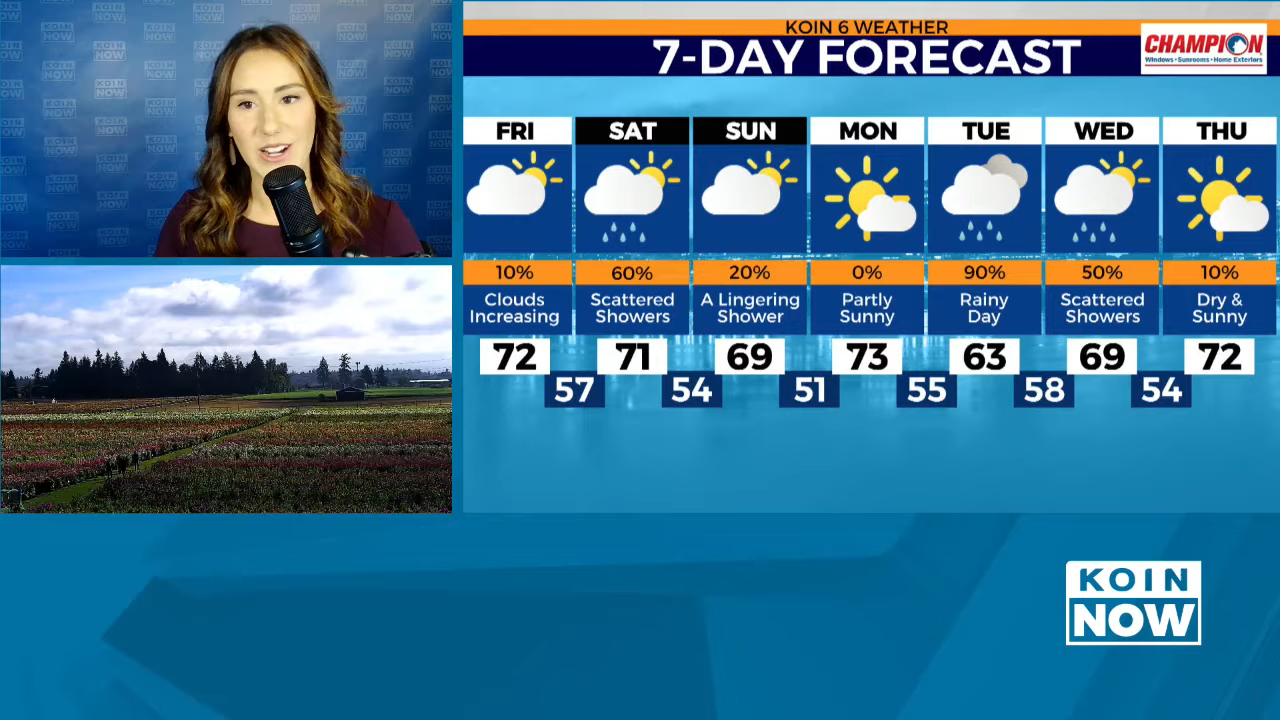 KOIN
NOW
KOIN 6 WEATHER
7-DAY FORECAST
CHAMPION
Windows • Sunrooms • Home Exteriors
FRI SAT SUN MON TUE WED THU
10% 60% 20% 0% 90% 50% 10%
Clouds Scattered A Lingering Partly Rainy Scattered Dry &
Increasing Showers Shower Sunny Day Showers Sunny
72 71 69 73 63 69 72
57 54 51 55 58 54
KOIN
NOW